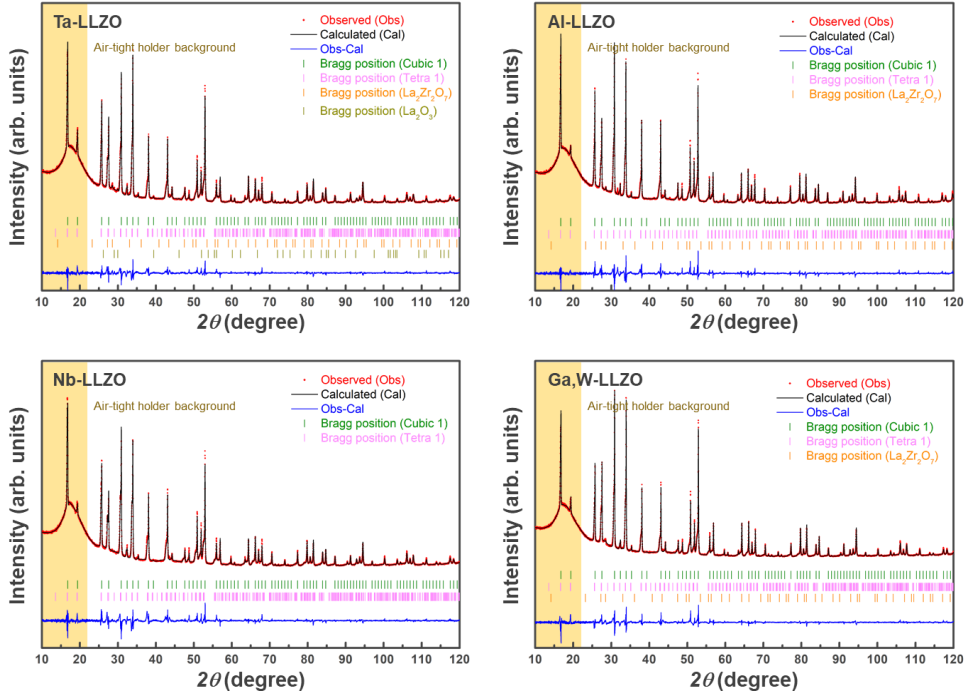 Ta-LLZO
Observed (Obs)
Calculated (Cal)
Air-tight holder background
Obs-Cal
Bragg position (Cubic 1)
Bragg position (Tetra 1)
Bragg position (La₂Zr₂O₇)
Bragg position (La₂O₃)
Intensity (arb. units)
10 20 30 40 50 60 70 80 90 100 110 120
2θ (degree)
Al-LLZO
Observed (Obs)
Calculated (Cal)
Air-tight holder background
Obs-Cal
Bragg position (Cubic 1)
Bragg position (Tetra 1)
Bragg position (La₂Zr₂O₇)
Intensity (arb. units)
10 20 30 40 50 60 70 80 90 100 110 120
2θ (degree)
Nb-LLZO
Observed (Obs)
Calculated (Cal)
Air-tight holder background
Obs-Cal
Bragg position (Cubic 1)
Bragg position (Tetra 1)
Intensity (arb. units)
10 20 30 40 50 60 70 80 90 100 110 120
2θ (degree)
Ga,W-LLZO
Observed (Obs)
Calculated (Cal)
Air-tight holder background
Obs-Cal
Bragg position (Cubic 1)
Bragg position (Tetra 1)
Bragg position (La₂Zr₂O₇)
Intensity (arb. units)
10 20 30 40 50 60 70 80 90 100 110 120
2θ (degree)